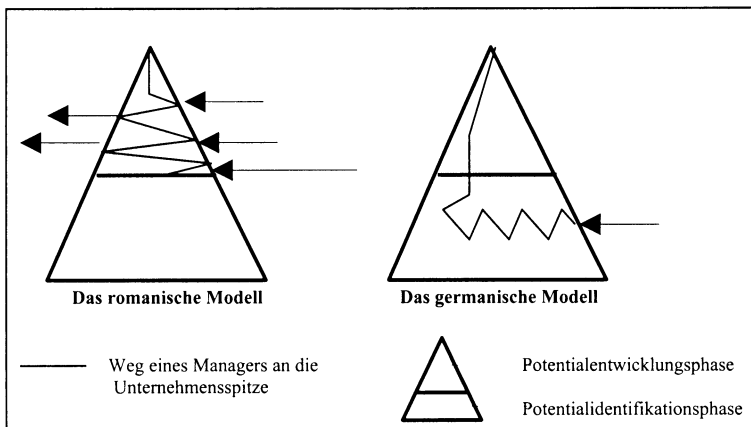 Das romanische Modell
Das germanische Modell
Weg eines Managers an die
Unternehmensspitze
Potentialentwicklungsphase
Potentialidentifikationsphase